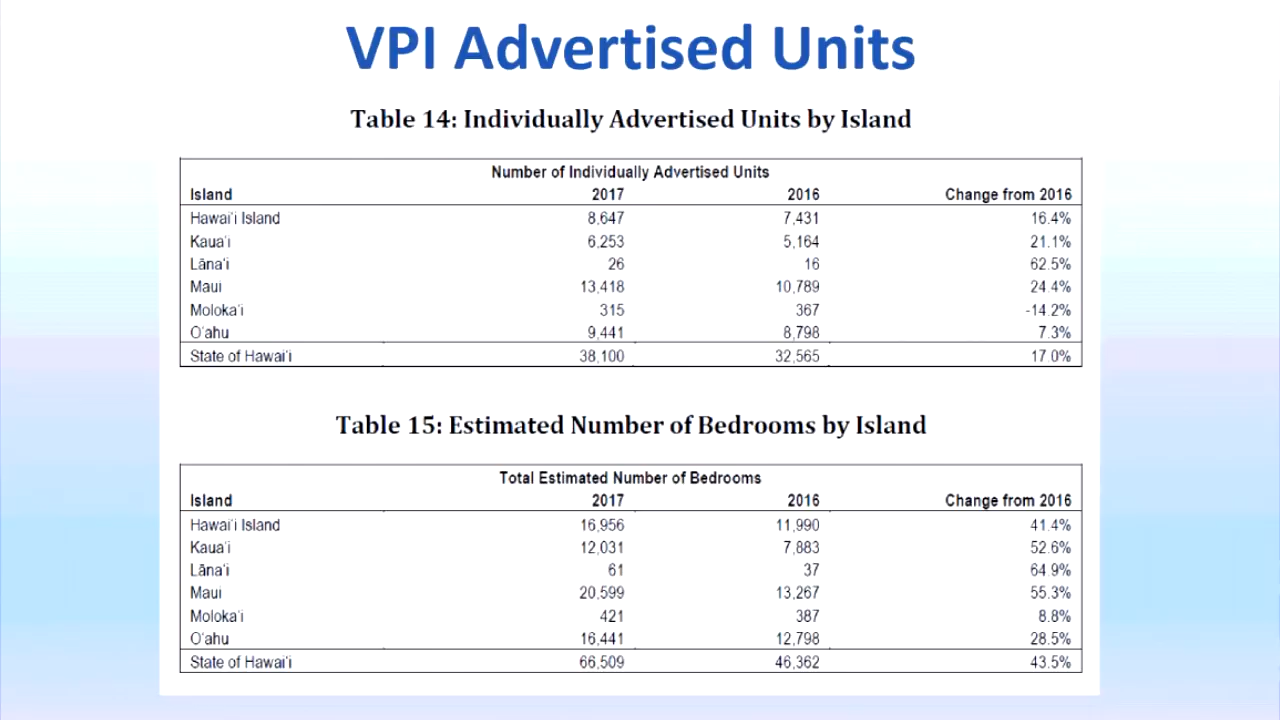 VPI Advertised Units
Table 14: Individually Advertised Units by Island
Number of Individually Advertised Units
Island 2017 2016 Change from 2016
Hawai'i Island 8,647 7,431 16.4%
Kaua'i 6,253 5,164 21.1%
Lāna'i 26 16 62.5%
Maui 13,418 10,789 24.4%
Moloka'i 315 367 -14.2%
O'ahu 9,441 8,798 7.3%
State of Hawai'i 38,100 32,565 17.0%
Table 15: Estimated Number of Bedrooms by Island
Total Estimated Number of Bedrooms
Island 2017 2016 Change from 2016
Hawai'i Island 16,956 11,990 41.4%
Kaua'i 12,031 7,883 52.6%
Lāna'i 61 37 64.9%
Maui 20,599 13,267 55.3%
Moloka'i 421 387 8.8%
O'ahu 16,441 12,798 28.5%
State of Hawai'i 66,509 46,362 43.5%